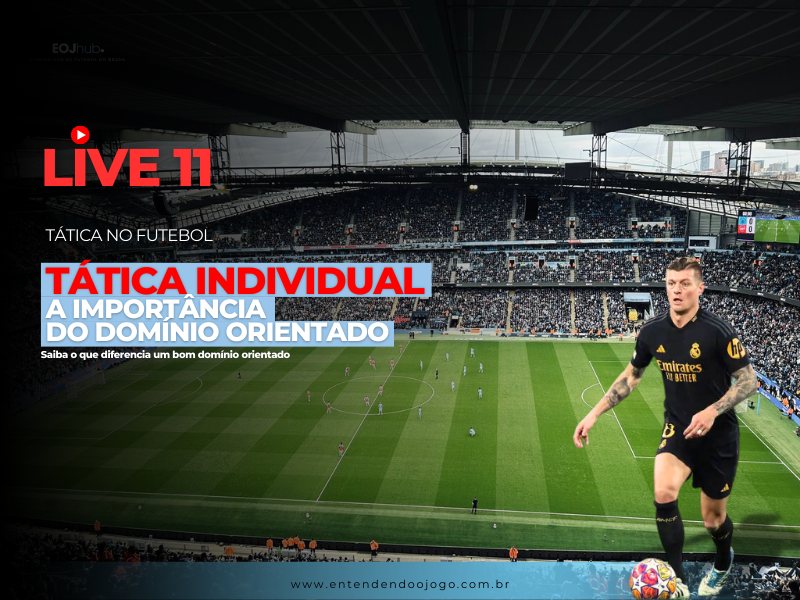 EOJhub.
LIVE 11
TÁTICA NO FUTEBOL
TÁTICA INDIVIDUAL
A IMPORTÂNCIA
DO DOMÍNIO ORIENTADO
Saiba o que diferencia um bom domínio orientado
Emirates
FLY BETTER
www.entendendoojogo.com.br